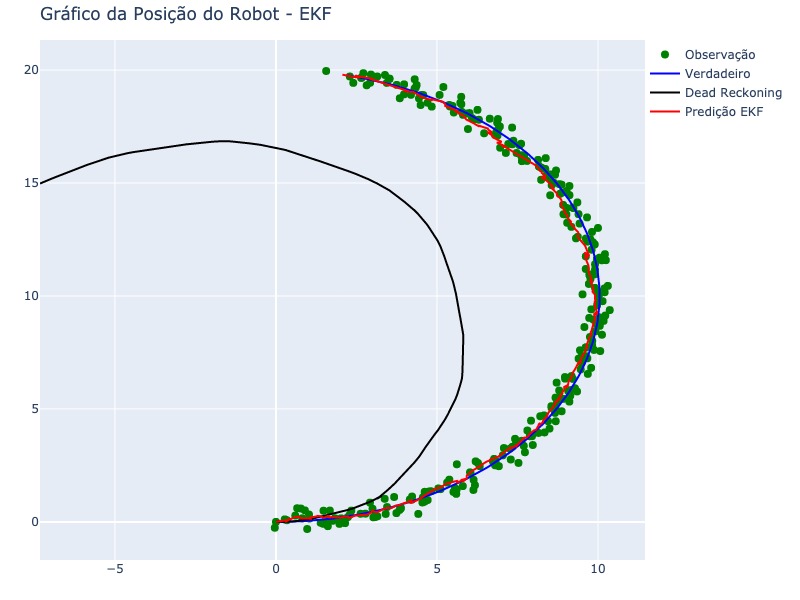 Gráfico da Posição do Robot - EKF
20
15
10
5
0
−5
0
5
10
Observação
Verdadeiro
Dead Reckoning
Predição EKF